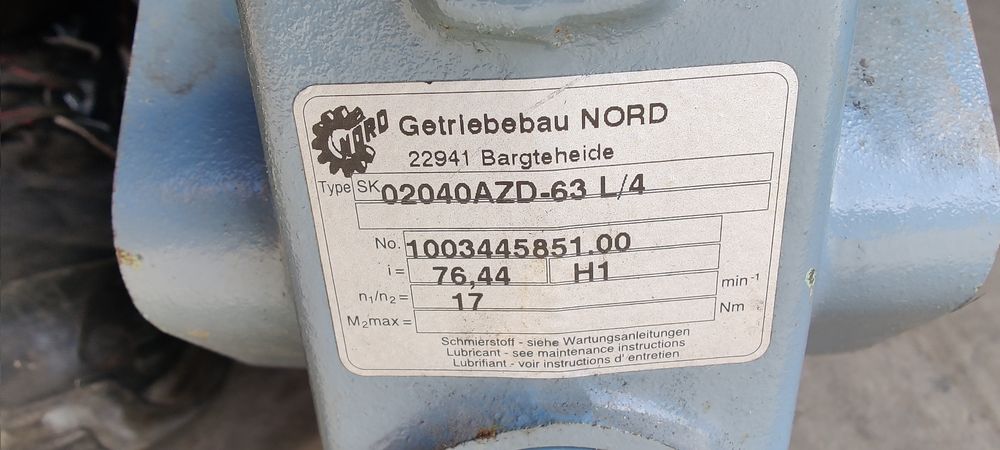 NORD
Getriebebau NORD
22941 Bargteheide
Type SK 02040AZD-63 L/4
No. 1003445851.00
i = 76,44 H1
n1/n2 = 17 min-1
M2max = Nm
Schmierstoff - siehe Wartungsanleitungen
Lubricant - see maintenance instructions
Lubrifiant - voir instructions d' entretien